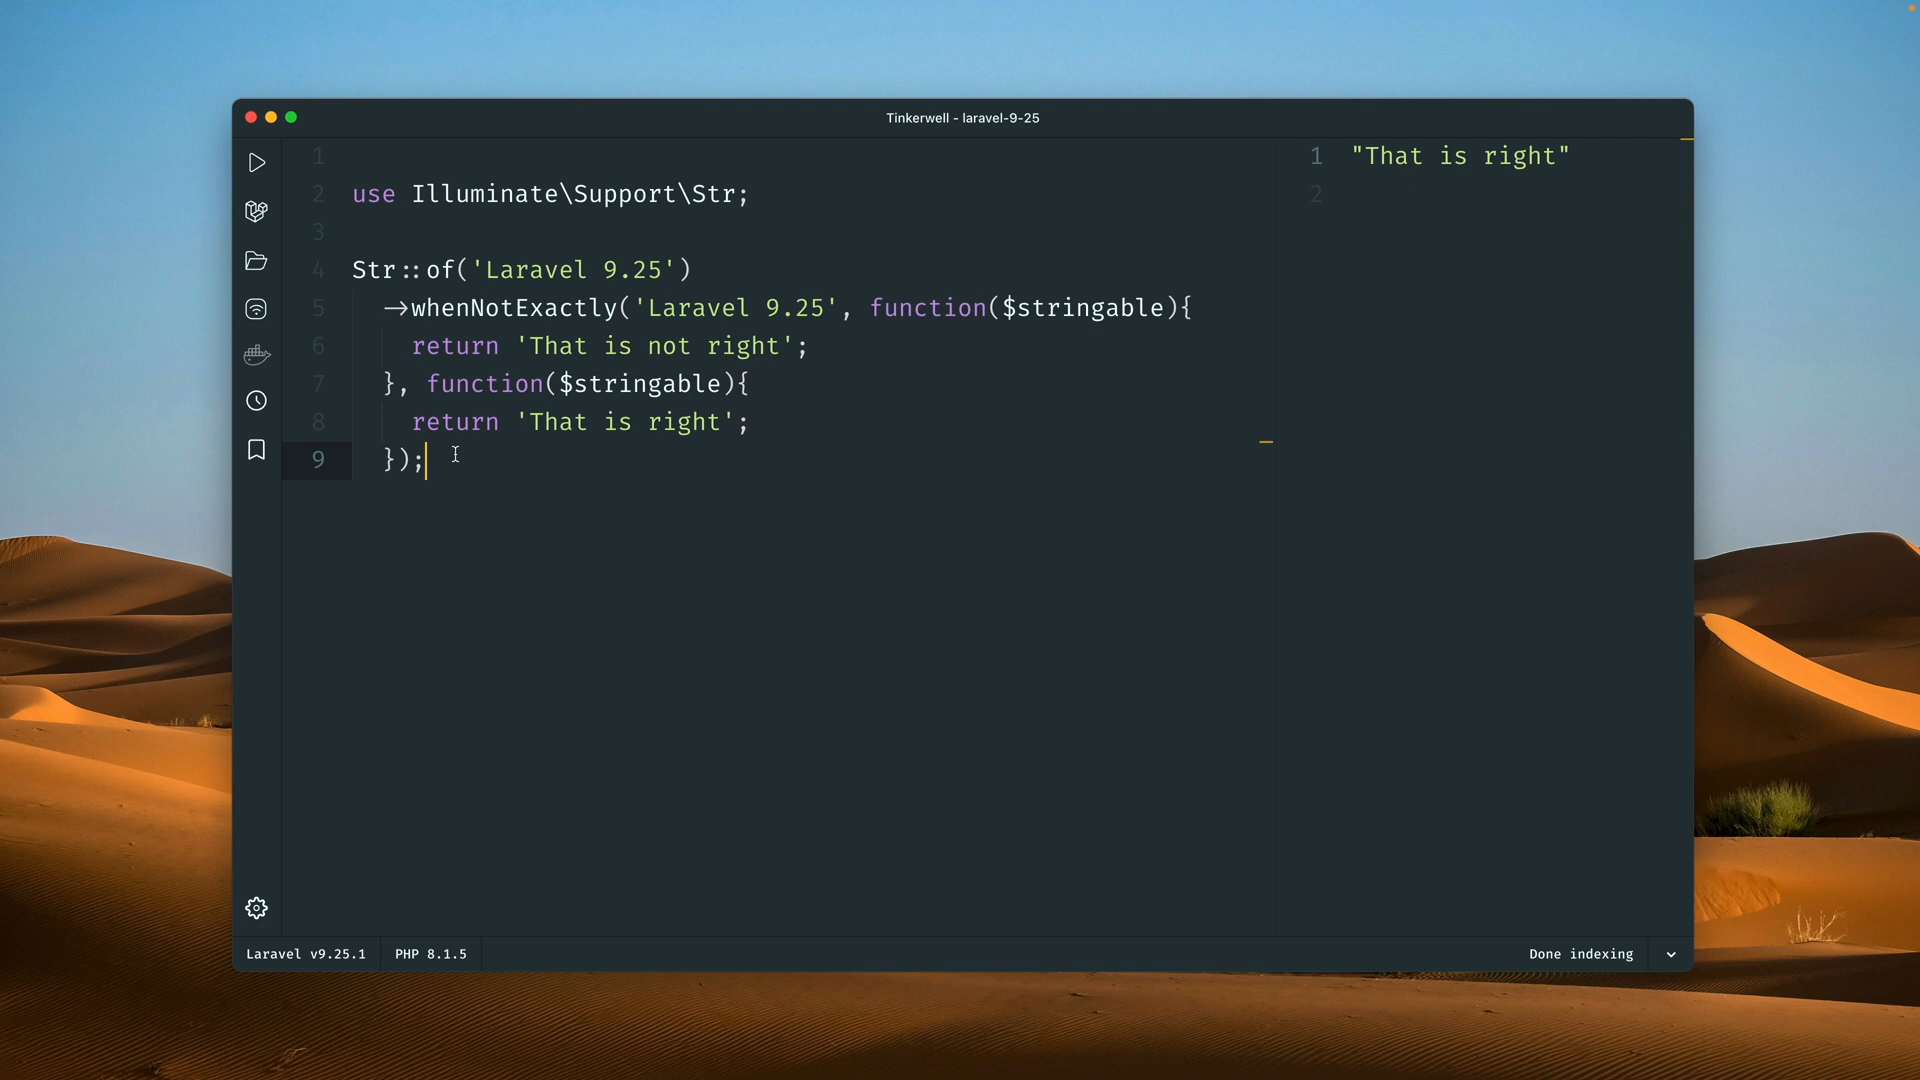 Tinkerwell - laravel-9-25
1
2 use Illuminate\Support\Str;
3
4 Str::of('Laravel 9.25')
5 ->whenNotExactly('Laravel 9.25', function($stringable){
6 return 'That is not right';
7 }, function($stringable){
8 return 'That is right';
9 });
1 "That is right"
2
Laravel v9.25.1
PHP 8.1.5
Done indexing